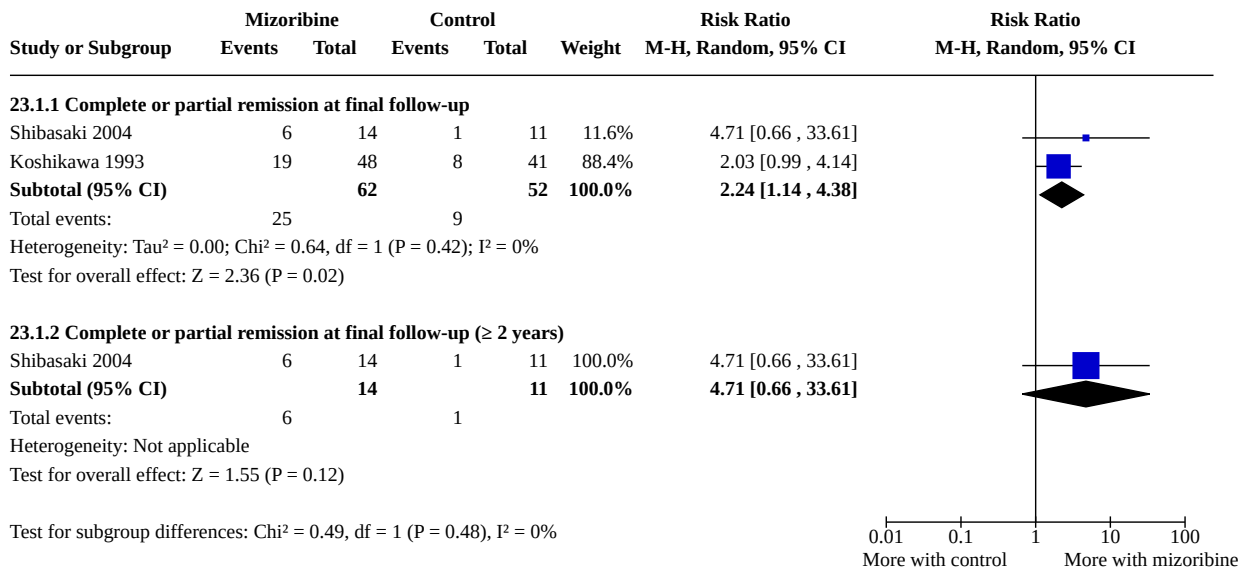 Mizoribine Control Risk Ratio Risk Ratio
Study or Subgroup Events Total Events Total Weight M-H, Random, 95% CI M-H, Random, 95% CI
23.1.1 Complete or partial remission at final follow-up
Shibasaki 2004 6 14 1 11 11.6% 4.71 [0.66 , 33.61]
Koshikawa 1993 19 48 8 41 88.4% 2.03 [0.99 , 4.14]
Subtotal (95% CI) 62 52 100.0% 2.24 [1.14 , 4.38]
Total events: 25 9
Heterogeneity: Tau² = 0.00; Chi² = 0.64, df = 1 (P = 0.42); I² = 0%
Test for overall effect: Z = 2.36 (P = 0.02)
23.1.2 Complete or partial remission at final follow-up (≥ 2 years)
Shibasaki 2004 6 14 1 11 100.0% 4.71 [0.66 , 33.61]
Subtotal (95% CI) 14 11 100.0% 4.71 [0.66 , 33.61]
Total events: 6 1
Heterogeneity: Not applicable
Test for overall effect: Z = 1.55 (P = 0.12)
Test for subgroup differences: Chi² = 0.49, df = 1 (P = 0.48), I² = 0%
0.01 0.1 1 10 100
More with control More with mizoribine